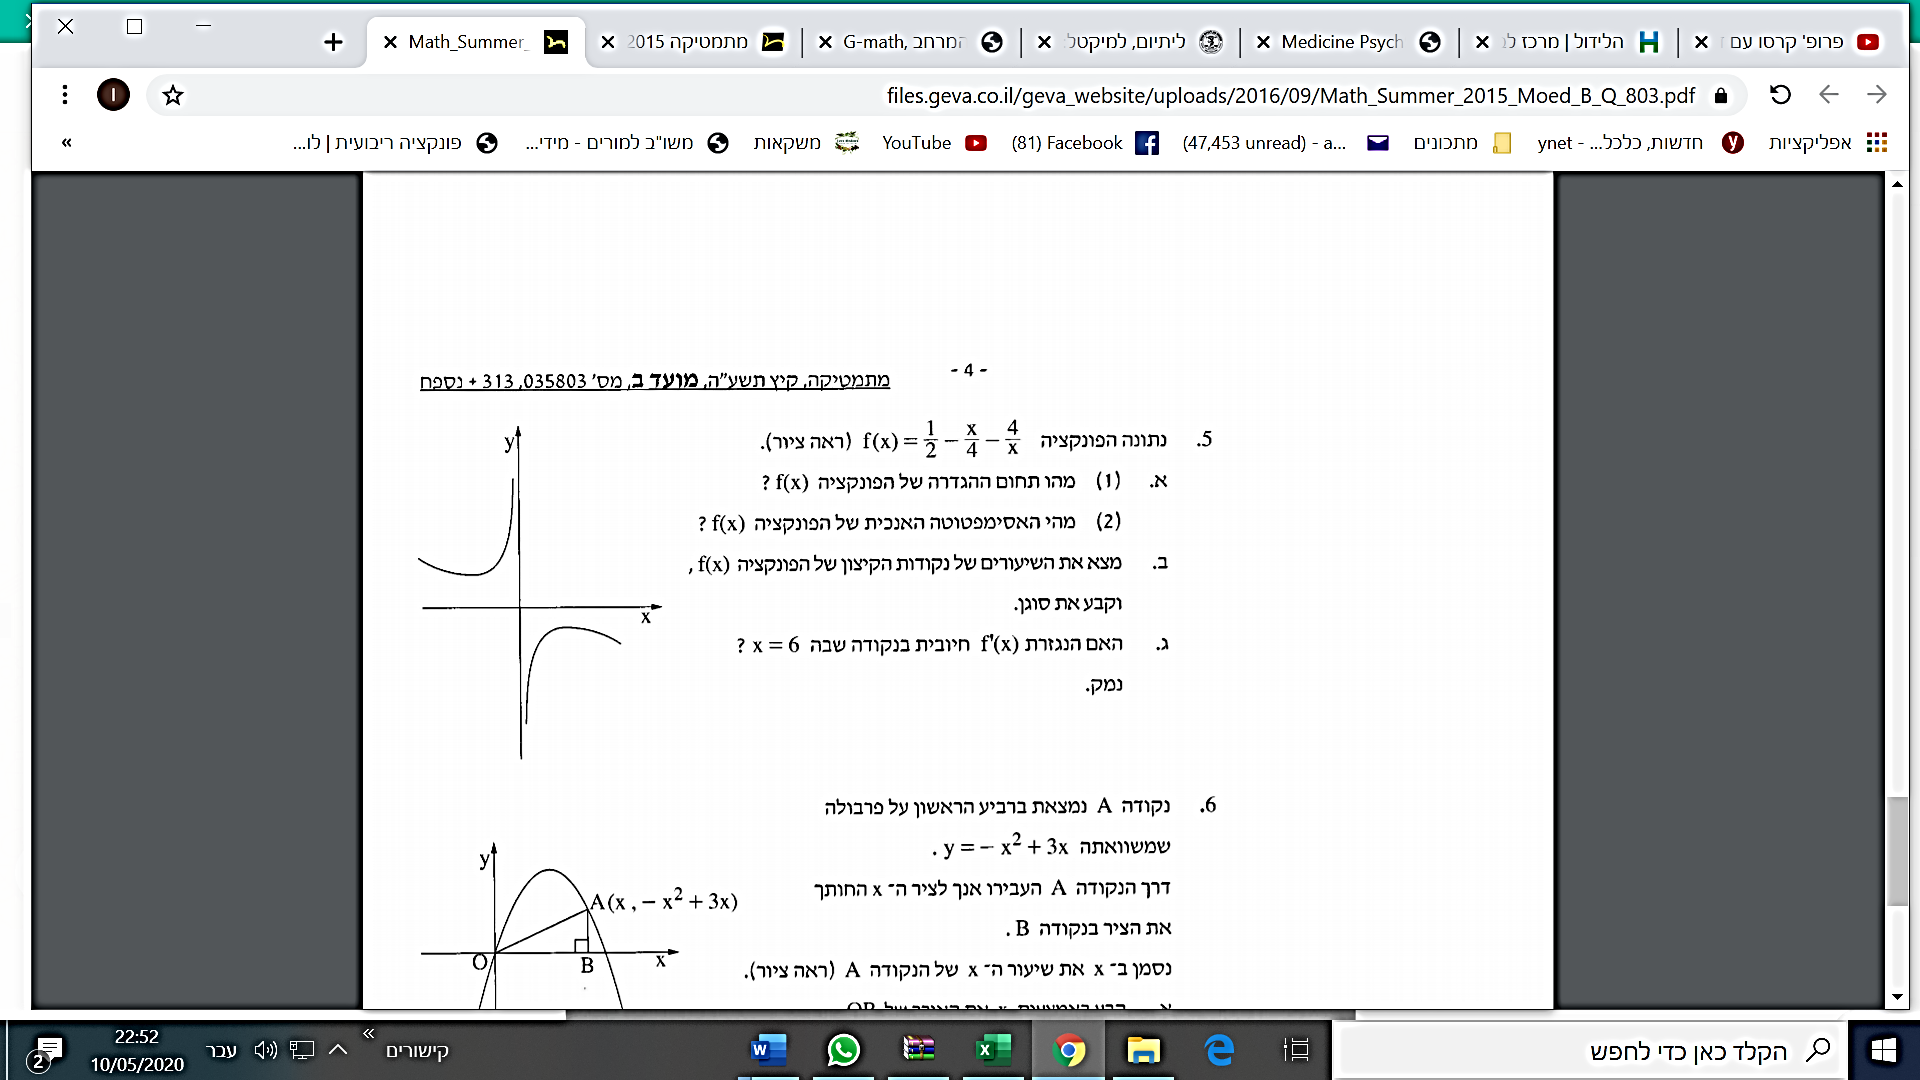 Math_Summer_
מתמטיקה 2015
G-math, המרחב
ליתיום, למיקטל
Medicine Psych
הלידול | מרכז לב
פרופ' קרסו עם ד
files.geva.co.il/geva_website/uploads/2016/09/Math_Summer_2015_Moed_B_Q_803.pdf
אפליקציות
ynet - חדשות, כלכל...
מתכונים
(47,453 unread) - a...
(81) Facebook
YouTube
משקאות
משו"ב למורים - מידי...
פונקציה ריבועית | לו...
«
- 4 -
מתמטיקה, קיץ תשע"ה, מועד ב, מס' 035803, 313 + נספח
5. נתונה הפונקציה f(x) = 1/2 − x/4 − 4/x (ראה ציור).
א. (1) מהו תחום ההגדרה של הפונקציה f(x) ?
(2) מהי האסימפטוטה האנכית של הפונקציה f(x) ?
ב. מצא את השיעורים של נקודות הקיצון של הפונקציה f(x) ,
וקבע את סוגן.
ג. האם הנגזרת f'(x) חיובית בנקודה שבה x = 6 ?
נמק.
y
x
6. נקודה A נמצאת ברביע הראשון על פרבולה
שמשוואתה y = − x² + 3x .
דרך הנקודה A העבירו אנך לציר ה־ x החותך
את הציר בנקודה B .
נסמן ב־ x את שיעור ה־ x של הנקודה A (ראה ציור).
y
A(x , − x² + 3x)
O
B
x
הקלד כאן כדי לחפש
קישורים
«
עבר
22:52
10/05/2020
2